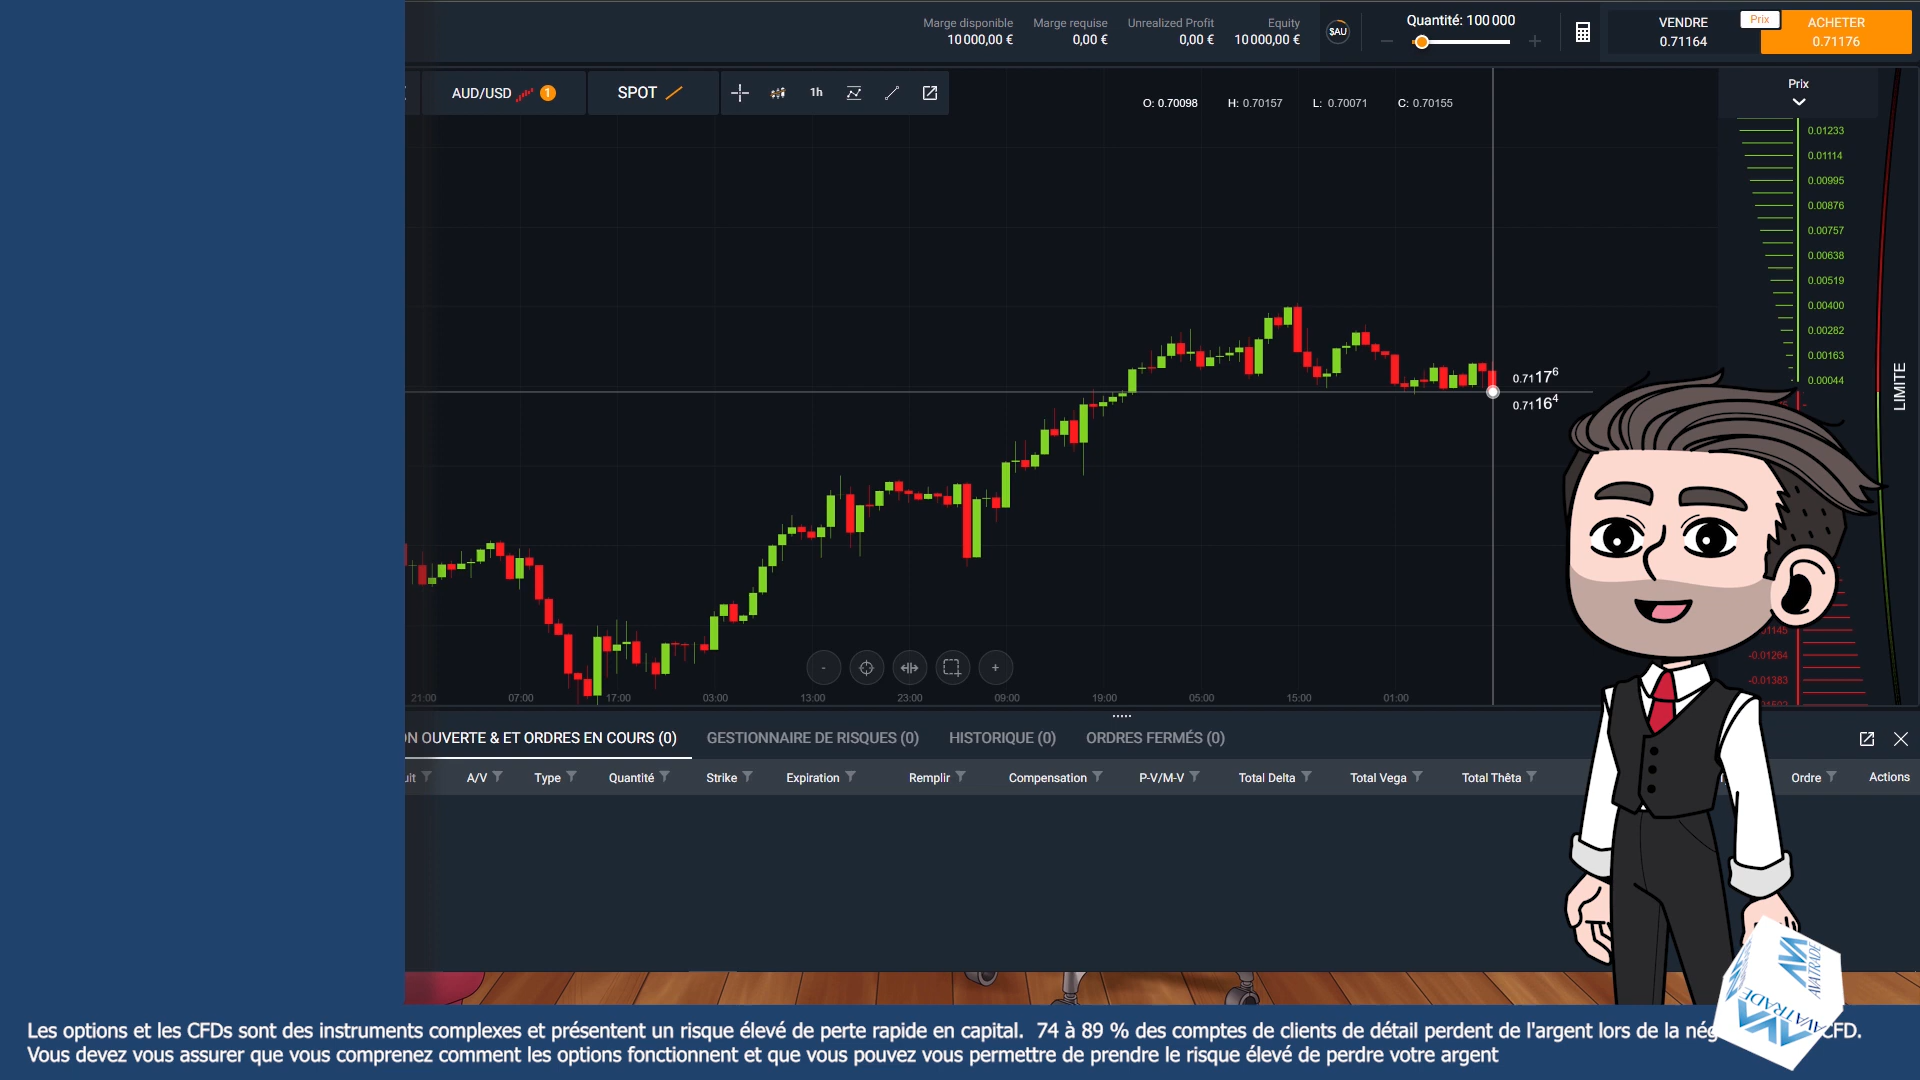 Marge disponible Marge requise Unrealized Profit Equity
10 000,00 € 0,00 € 0,00 € 10 000,00 €
$AU
Quantité: 100 000
VENDRE
0.71164
Prix
ACHETER
0.71176
AUD/USD 1
SPOT
1h
O: 0.70098 H: 0.70157 L: 0.70071 C: 0.70155
Prix
0.01233
0.01114
0.00995
0.00876
0.00757
0.00638
0.00519
0.00400
0.00282
0.00163
0.00044
LIMITE
0.71176
0.71164
-0.01264
-0.01383
21:00 07:00 17:00 03:00 13:00 23:00 09:00 19:00 05:00 15:00 01:00
ON OUVERTE & ET ORDRES EN COURS (0) GESTIONNAIRE DE RISQUES (0) HISTORIQUE (0) ORDRES FERMÉS (0)
uit A/V Type Quantité Strike Expiration Remplir Compensation P-V/M-V Total Delta Total Vega Total Thêta Ordre Actions
AVATRADE
AVATRADE
Les options et les CFDs sont des instruments complexes et présentent un risque élevé de perte rapide en capital. 74 à 89 % des comptes de clients de détail perdent de l'argent lors de la nég CFD.
Vous devez vous assurer que vous comprenez comment les options fonctionnent et que vous pouvez vous permettre de prendre le risque élevé de perdre votre argent